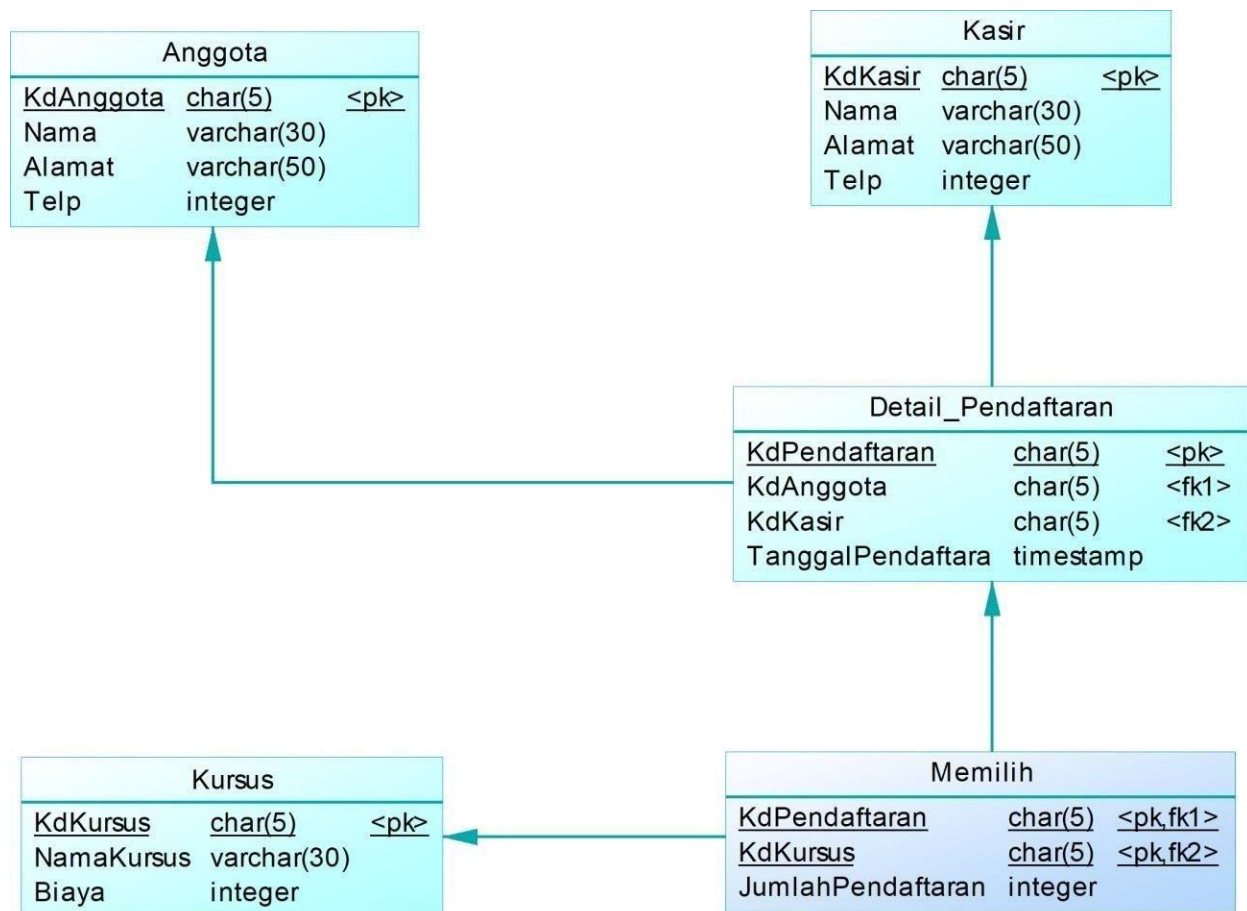 Anggota
KdAnggota char(5) <pk>
Nama varchar(30)
Alamat varchar(50)
Telp integer
Kasir
KdKasir char(5) <pk>
Nama varchar(30)
Alamat varchar(50)
Telp integer
Detail_Pendaftaran
KdPendaftaran char(5) <pk>
KdAnggota char(5) <fk1>
KdKasir char(5) <fk2>
TanggalPendaftara timestamp
Kursus
KdKursus char(5) <pk>
NamaKursus varchar(30)
Biaya integer
Memilih
KdPendaftaran char(5) <pk,fk1>
KdKursus char(5) <pk,fk2>
JumlahPendaftaran integer